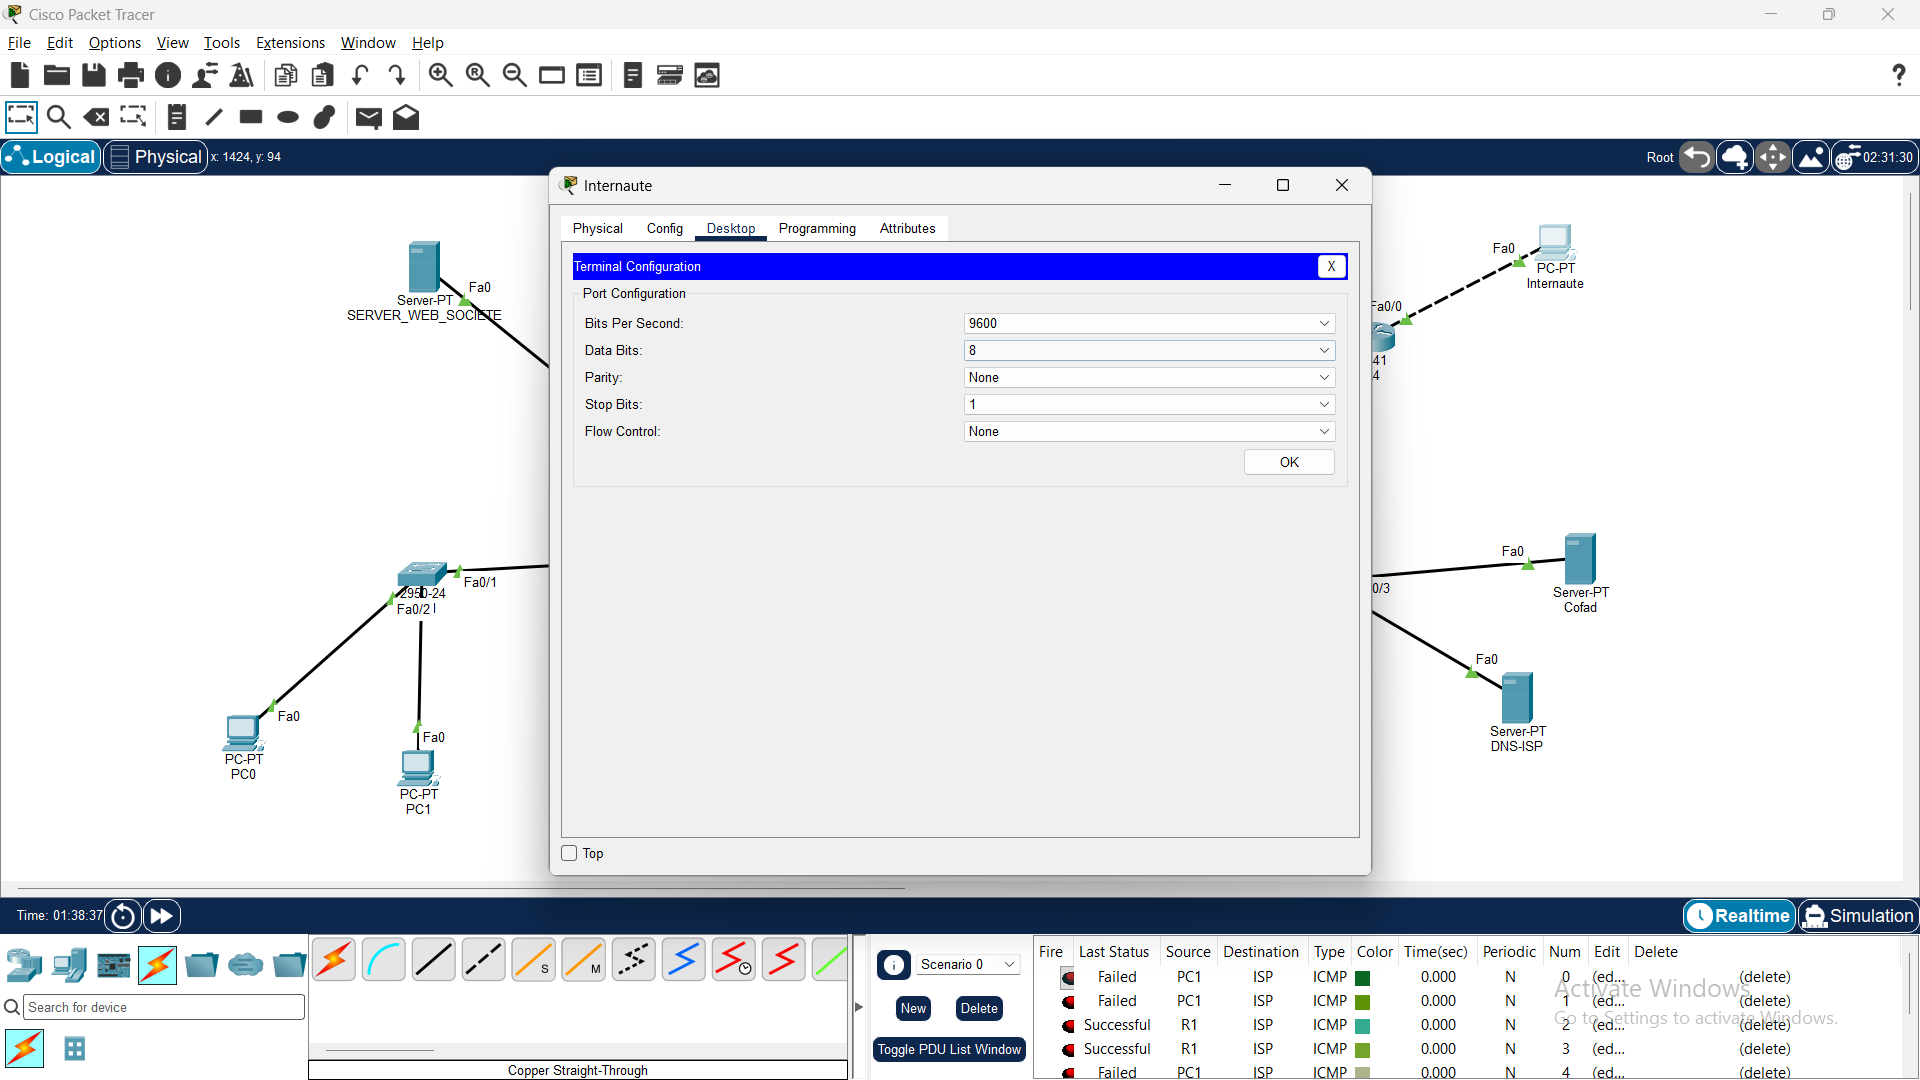 Cisco Packet Tracer
File Edit Options View Tools Extensions Window Help
Logical Physical x: 1424, y: 94 Root 02:31:30
Internaute
Physical Config Desktop Programming Attributes
Terminal Configuration X
Port Configuration
Bits Per Second: 9600
Data Bits: 8
Parity: None
Stop Bits: 1
Flow Control: None
OK
Top
Fa0
Server-PT
SERVER_WEB_SOCIETE
Fa0
PC-PT
Internaute
Fa0/0
41
4
Fa0/1
2950-24
Fa0/2
Fa0
PC-PT
PC0
Fa0
PC-PT
PC1
0/3
Fa0
Server-PT
Cofad
Fa0
Server-PT
DNS-ISP
Time: 01:38:37 Realtime Simulation
S M
Search for device
Copper Straight-Through
Scenario 0
New Delete
Toggle PDU List Window
Fire Last Status Source Destination Type Color Time(sec) Periodic Num Edit Delete
Failed PC1 ISP ICMP 0.000 N 0 (ed... (delete)
Failed PC1 ISP ICMP 0.000 N 1 (ed... (delete)
Successful R1 ISP ICMP 0.000 N 2 (ed... (delete)
Successful R1 ISP ICMP 0.000 N 3 (ed... (delete)
Failed PC1 ISP ICMP 0.000 N 4 (ed... (delete)
Activate Windows
Go to Settings to activate Windows.